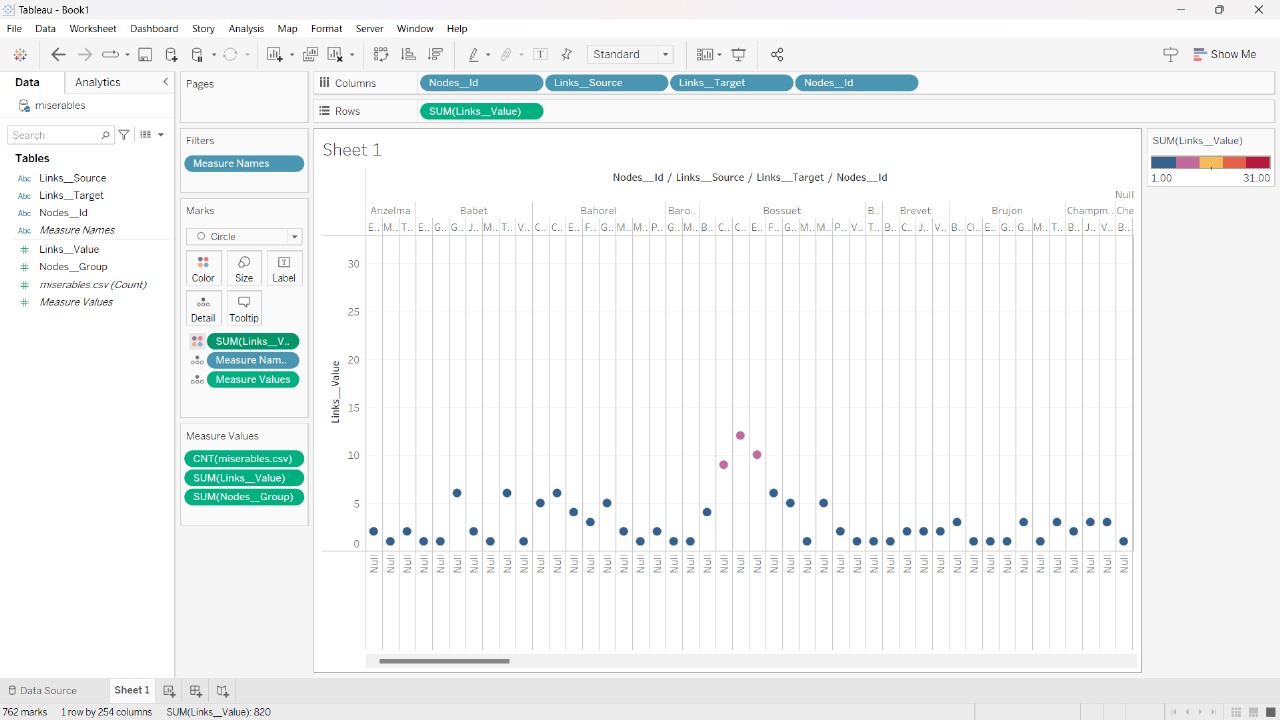 Tableau - Book1
File Data Worksheet Dashboard Story Analysis Map Format Server Window Help
Standard
Show Me
Data Analytics
miserables
Search
Tables
Abc Links__Source
Abc Links__Target
Abc Nodes__Id
Abc Measure Names
Links__Value
Nodes__Group
miserables.csv (Count)
Measure Values
Pages
Filters
Measure Names
Marks
Circle
Color Size Label
Detail Tooltip
SUM(Links__V..
Measure Nam..
Measure Values
Measure Values
CNT(miserables.csv)
SUM(Links__Value)
SUM(Nodes__Group)
Columns Nodes__Id Links__Source Links__Target Nodes__Id
Rows SUM(Links__Value)
Sheet 1
Nodes__Id / Links__Source / Links__Target / Nodes__Id
Null
Anzelma Babet Bahorel Baro.. Bossuet B.. Brevet Brujon Champm.. Che
E.. M.. T.. E.. G.. G.. J.. M.. T.. V.. C.. C.. E.. F.. G.. M.. M.. P.. G.. M.. B.. C.. C.. E.. F.. G.. M.. M.. P.. V.. T.. B.. C.. J.. V.. B.. Cl.. E.. G.. G.. M.. T.. B.. J.. V.. B..
Links__Value
30
25
20
15
10
5
0
Null Null Null Null Null Null Null Null Null Null Null Null Null Null Null Null Null Null Null Null Null Null Null Null Null Null Null Null Null Null Null Null Null Null Null Null Null Null Null Null Null Null Null Null Null Null
SUM(Links__Value)
1.00 31.00
Data Source Sheet 1
762 marks 1 row by 254 columns SUM(Links__Value): 820